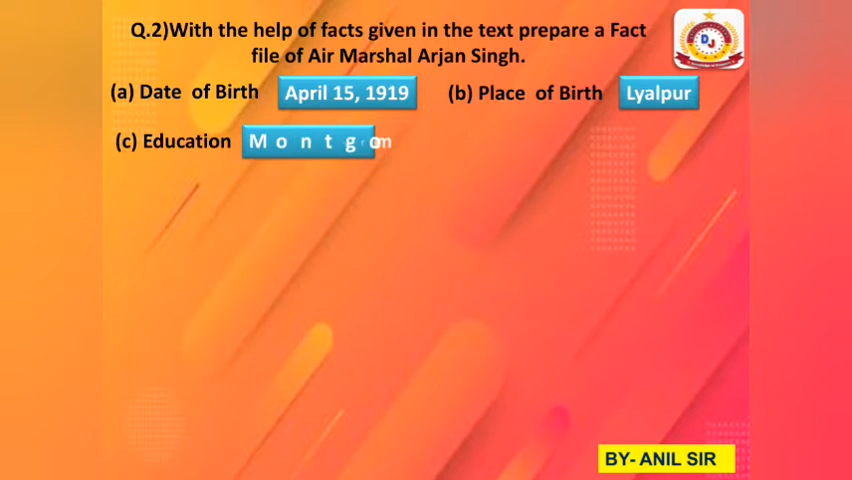 Q.2)With the help of facts given in the text prepare a Fact
file of Air Marshal Arjan Singh.
(a) Date of Birth April 15, 1919 (b) Place of Birth Lyalpur
(c) Education
DJ
BY- ANIL SIR